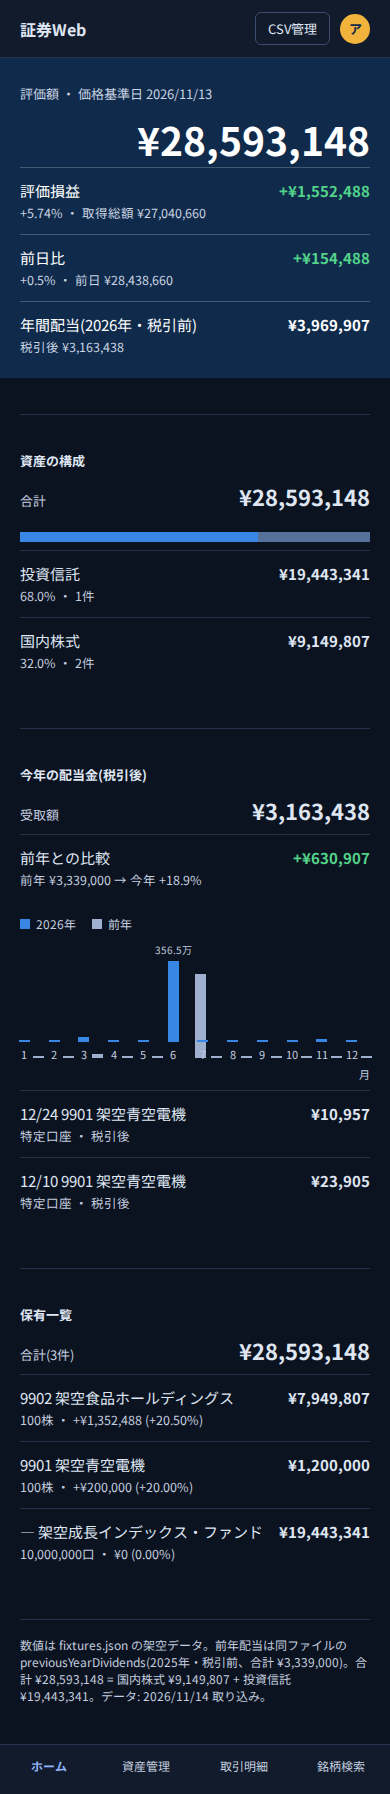 証券Web
CSV管理
ア
評価額 ・ 価格基準日 2026/11/13
¥28,593,148
評価損益 +¥1,552,488
+5.74% ・ 取得総額 ¥27,040,660
前日比 +¥154,488
+0.5% ・ 前日 ¥28,438,660
年間配当(2026年・税引前) ¥3,969,907
税引後 ¥3,163,438
資産の構成
合計 ¥28,593,148
投資信託 ¥19,443,341
68.0% ・ 1件
国内株式 ¥9,149,807
32.0% ・ 2件
今年の配当金(税引後)
受取額 ¥3,163,438
前年との比較 +¥630,907
前年 ¥3,339,000 → 今年 +18.9%
2026年 前年
356.5万
1 2 3 4 5 6 7 8 9 10 11 12
月
12/24 9901 架空青空電機 ¥10,957
特定口座 ・ 税引後
12/10 9901 架空青空電機 ¥23,905
特定口座 ・ 税引後
保有一覧
合計(3件) ¥28,593,148
9902 架空食品ホールディングス ¥7,949,807
100株 ・ +¥1,352,488 (+20.50%)
9901 架空青空電機 ¥1,200,000
100株 ・ +¥200,000 (+20.00%)
— 架空成長インデックス・ファンド ¥19,443,341
10,000,000口 ・ ¥0 (0.00%)
数値は fixtures.json の架空データ。前年配当は同ファイルの
previousYearDividends(2025年・税引前、合計 ¥3,339,000)。合
計 ¥28,593,148 = 国内株式 ¥9,149,807 + 投資信託
¥19,443,341。データ: 2026/11/14 取り込み。
ホーム 資産管理 取引明細 銘柄検索